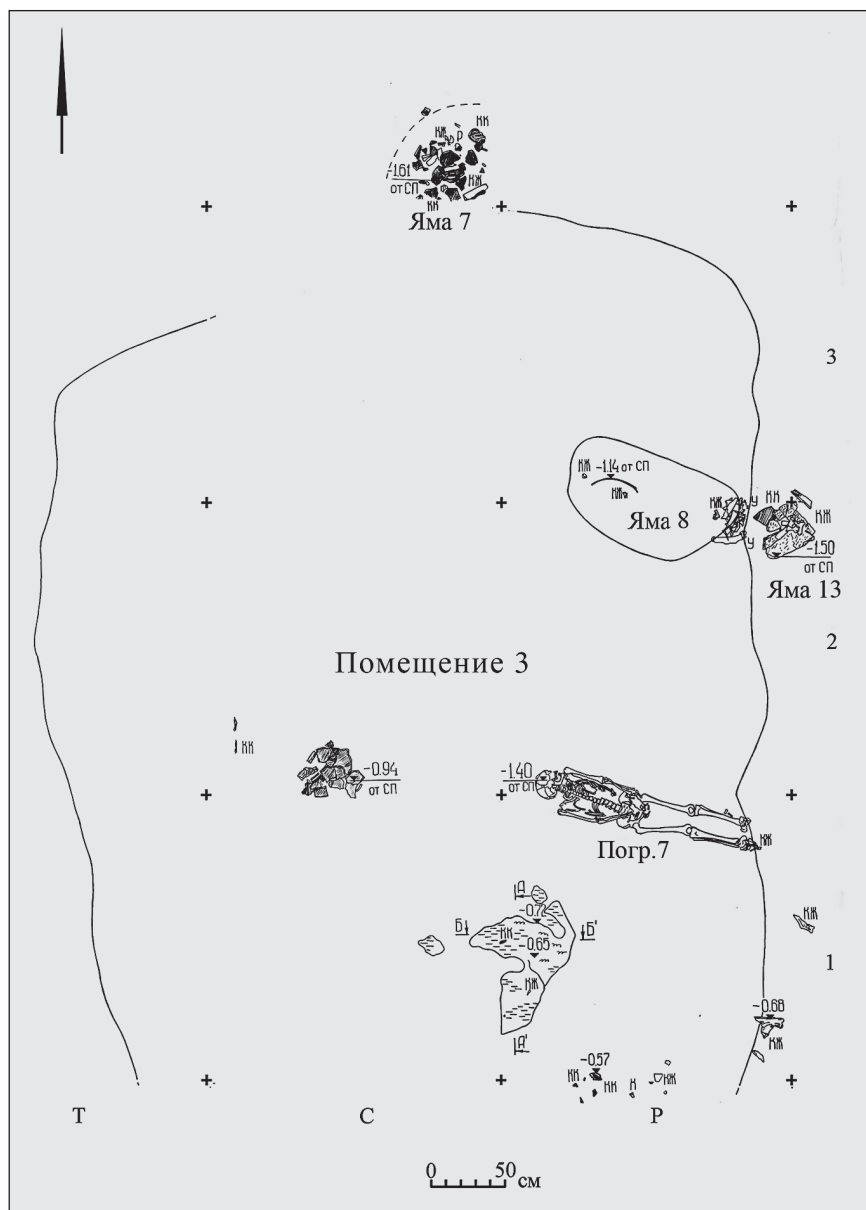 КЖ
Р
КК
-1.61
от СП
КЖ
КК
Яма 7
3
КЖ
-1.14 от СП
КЖ
Яма 8
КЖ
У
У
КК
КЖ
-1.50
от СП
Яма 13
2
Помещение 3
КК
-0.94
от СП
-1.40
от СП
Погр.7
КЖ
Д
-0.7
Б
Б'
КК
-0.65
КЖ
Д'
КЖ
1
-0.68
КЖ
-0.57
КК
КК
К
КЖ
Т
С
Р
0
50
см